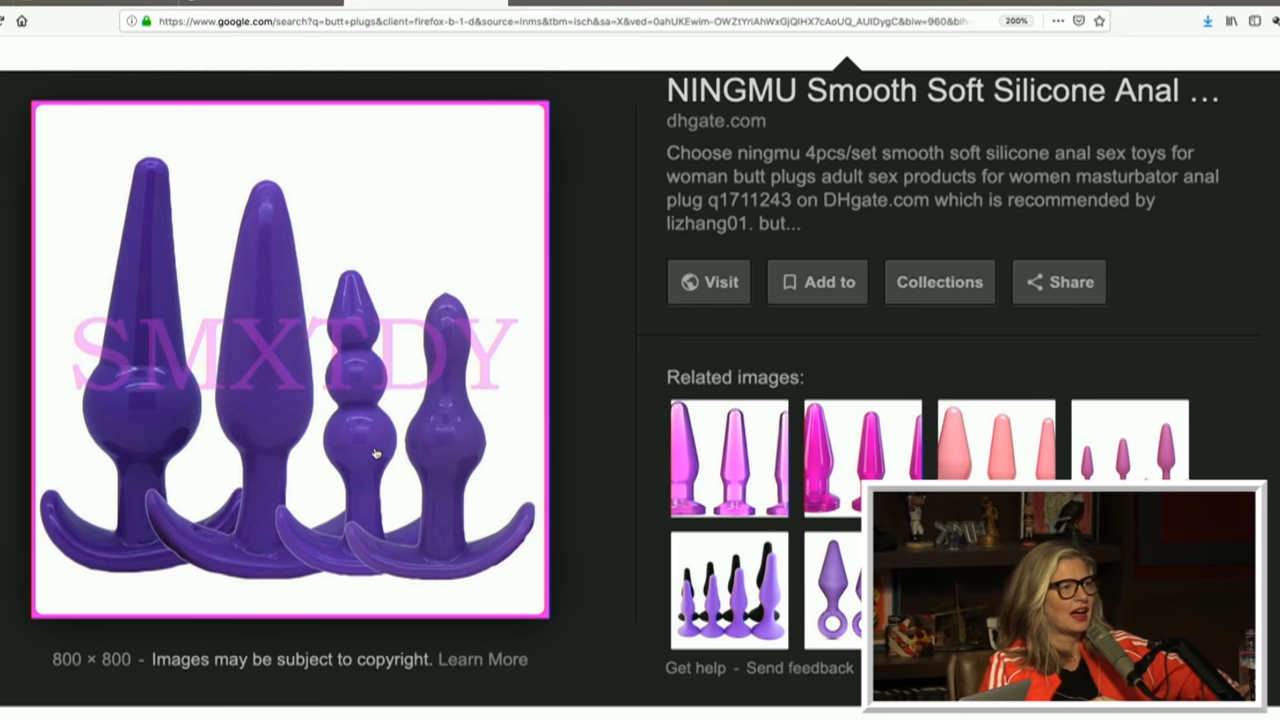 https://www.google.com/search?q=butt+plugs&client=firefox-b-1-d&source=lnms&tbm=isch&sa=X&ved=0ahUKEwim-OWZtYriAhWxGjQIHX7cAoUQ_AUIDygC&biw=960&bih
200%
NINGMU Smooth Soft Silicone Anal ...
dhgate.com
Choose ningmu 4pcs/set smooth soft silicone anal sex toys for
woman butt plugs adult sex products for women masturbator anal
plug q1711243 on DHgate.com which is recommended by
lizhang01. but...
Visit
Add to
Collections
Share
SMXTDY
Related images:
800 × 800 - Images may be subject to copyright. Learn More
Get help - Send feedback